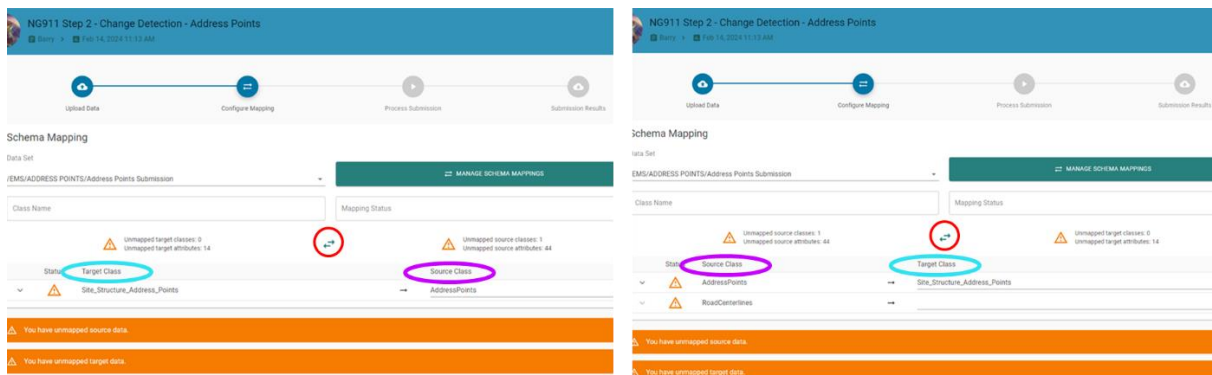 NG911 Step 2 - Change Detection - Address Points
Barry > Feb 14, 2024 11:13 AM
Upload Data
Configure Mapping
Process Submission
Submission Results
Schema Mapping
Data Set
/EMS/ADDRESS POINTS/Address Points Submission
MANAGE SCHEMA MAPPINGS
Class Name
Mapping Status
Unmapped target classes: 0
Unmapped target attributes: 14
Unmapped source classes: 1
Unmapped source attributes: 44
Statu Target Class Source Class
Site_Structure_Address_Points → AddressPoints
You have unmapped source data.
You have unmapped target data.
NG911 Step 2 - Change Detection - Address Points
Barry > Feb 14, 2024 11:13 AM
Upload Data
Configure Mapping
Process Submission
Submission Results
Schema Mapping
Data Set
EMS/ADDRESS POINTS/Address Points Submission
MANAGE SCHEMA MAPPINGS
Class Name
Mapping Status
Unmapped source classes: 1
Unmapped source attributes: 44
Unmapped target classes: 0
Unmapped target attributes: 14
Statu Source Class Target Class
AddressPoints → Site_Structure_Address_Points
RoadCenterlines →
You have unmapped source data.
You have unmapped target data.